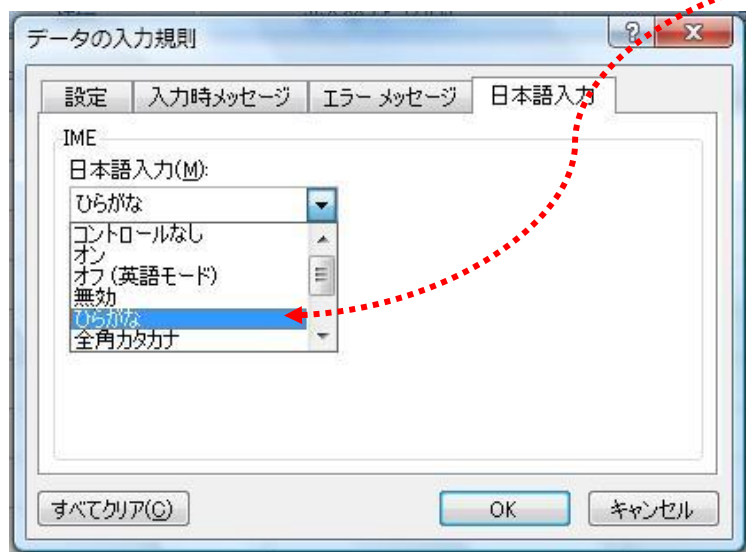 データの入力規則
設定 入力時メッセージ エラー メッセージ 日本語入力
IME
日本語入力(M):
ひらがな
コントロールなし
オン
オフ (英語モード)
無効
ひらがな
全角カタカナ
すべてクリア(C) OK キャンセル